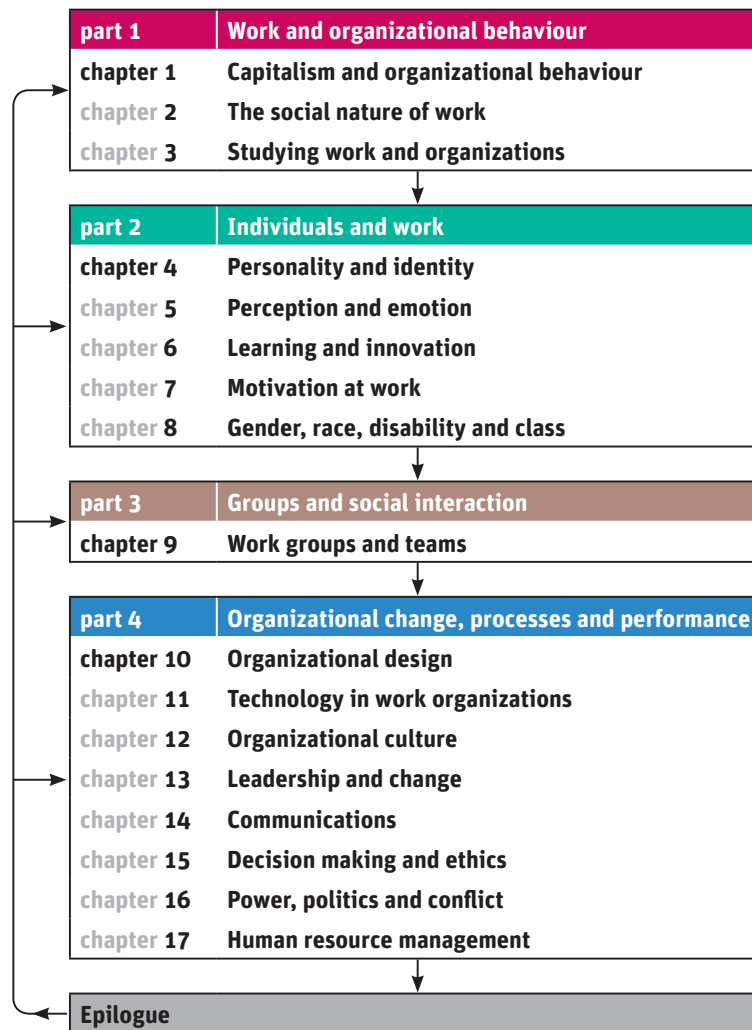 part 1 Work and organizational behaviour
chapter 1 Capitalism and organizational behaviour
chapter 2 The social nature of work
chapter 3 Studying work and organizations
part 2 Individuals and work
chapter 4 Personality and identity
chapter 5 Perception and emotion
chapter 6 Learning and innovation
chapter 7 Motivation at work
chapter 8 Gender, race, disability and class
part 3 Groups and social interaction
chapter 9 Work groups and teams
part 4 Organizational change, processes and performance
chapter 10 Organizational design
chapter 11 Technology in work organizations
chapter 12 Organizational culture
chapter 13 Leadership and change
chapter 14 Communications
chapter 15 Decision making and ethics
chapter 16 Power, politics and conflict
chapter 17 Human resource management
Epilogue